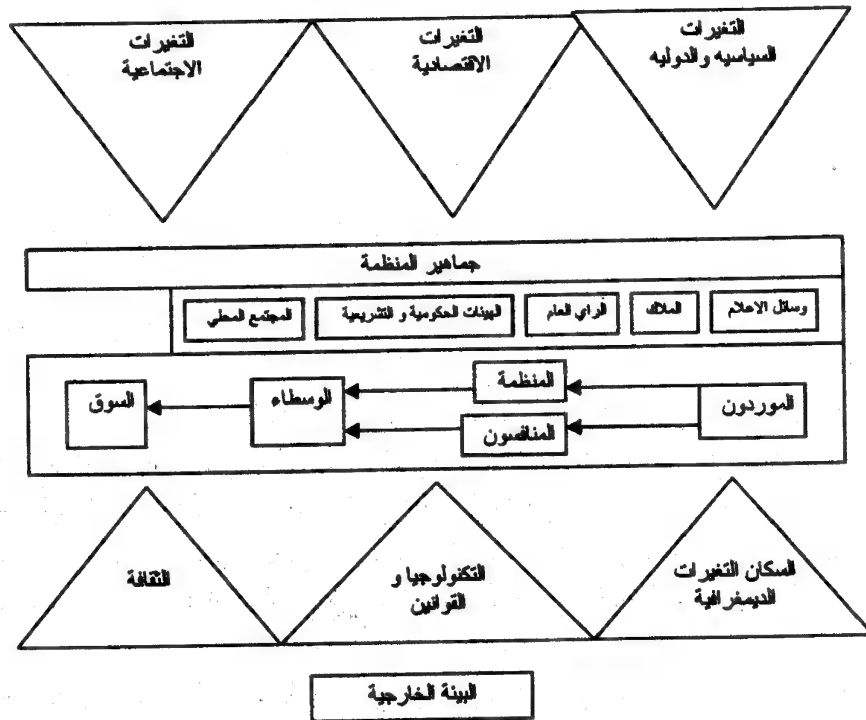 التغيرات
السياسيه والدوليه
التغيرات
الاقتصادية
التغيرات
الاجتماعية
جماهير المنظمة
وسائل الاعلام
الملاك
الراي العام
الهيئات الحكومية و التشريعية
المجتمع المحلي
الموردون
المنظمة
المنافسون
الوسطاء
السوق
السكان التغيرات
الديمغرافية
التكنولوجيا و
القوانين
الثقافة
البيئة الخارجية